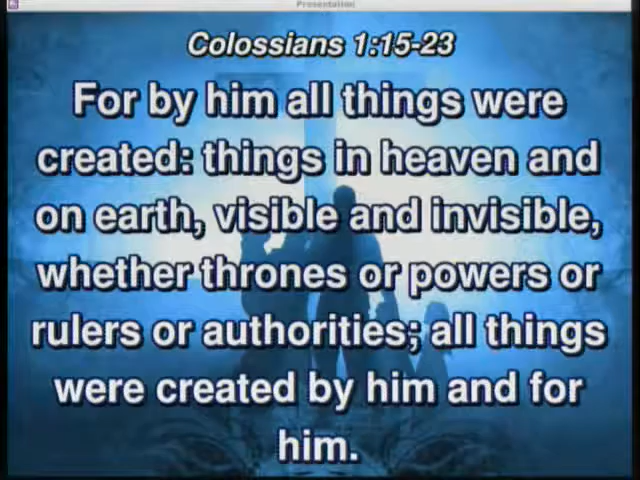 Presentation
Colossians 1:15-23
For by him all things were
created: things in heaven and
on earth, visible and invisible,
whether thrones or powers or
rulers or authorities; all things
were created by him and for
him.